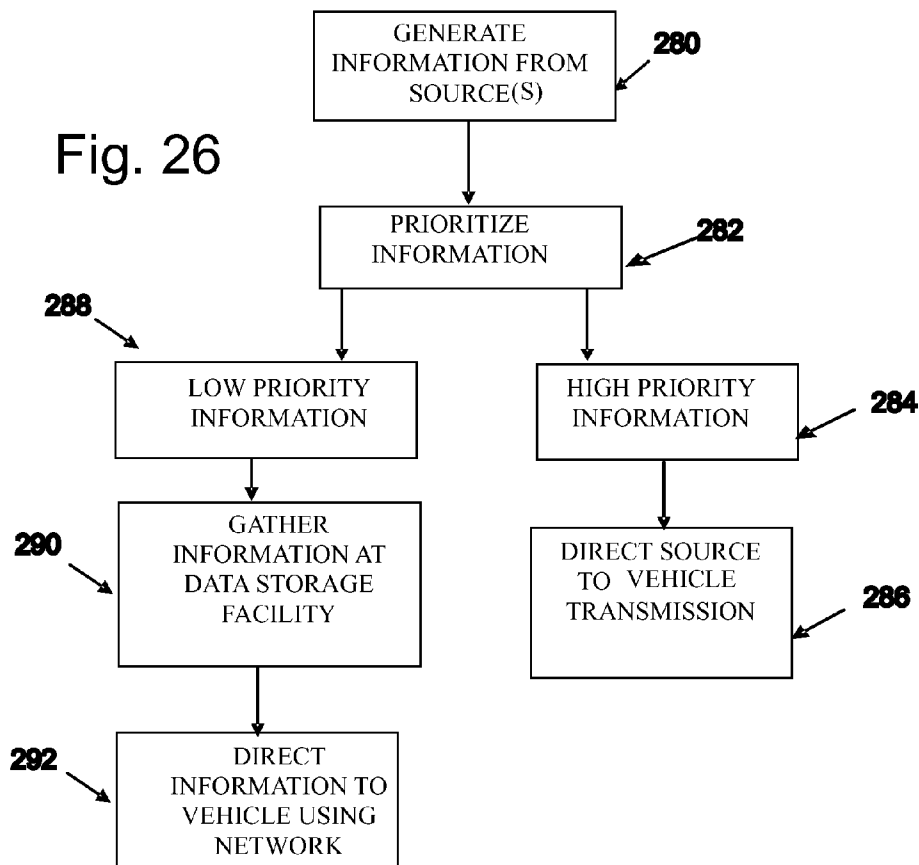 GENERATE
INFORMATION FROM
SOURCE(S)
280
Fig. 26
PRIORITIZE
INFORMATION
282
288
LOW PRIORITY
INFORMATION
HIGH PRIORITY
INFORMATION
284
290
GATHER
INFORMATION AT
DATA STORAGE
FACILITY
DIRECT SOURCE
TO VEHICLE
TRANSMISSION
286
292
DIRECT
INFORMATION TO
VEHICLE USING
NETWORK